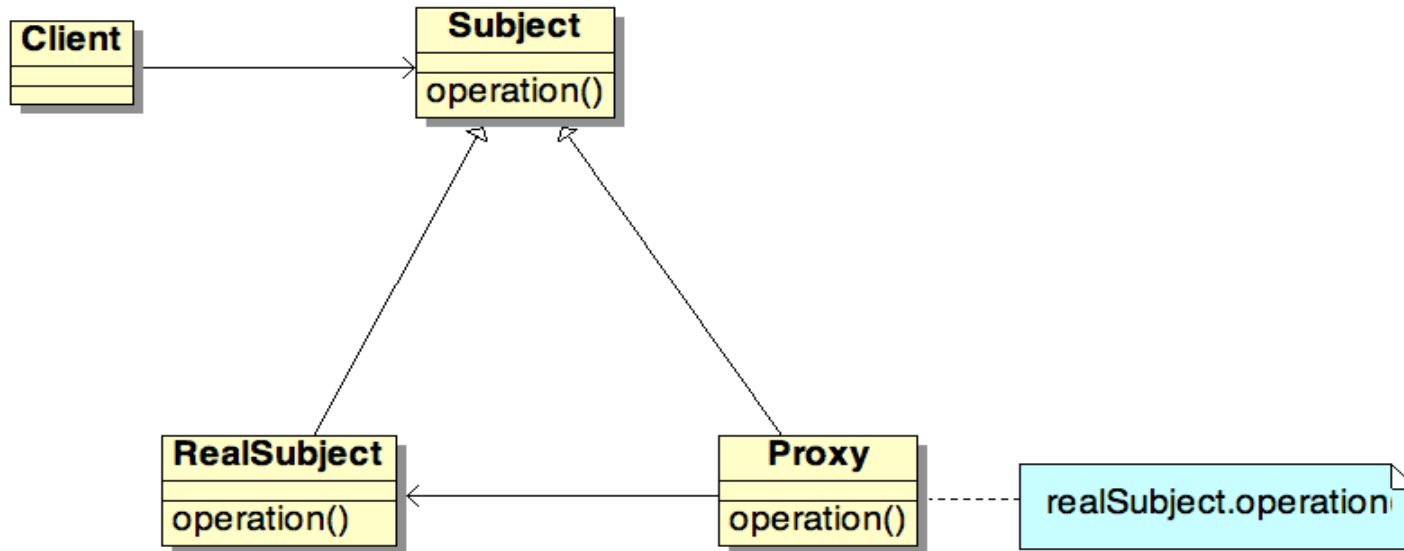 Client
Subject
operation()
RealSubject
operation()
Proxy
operation()
realSubject.operation(